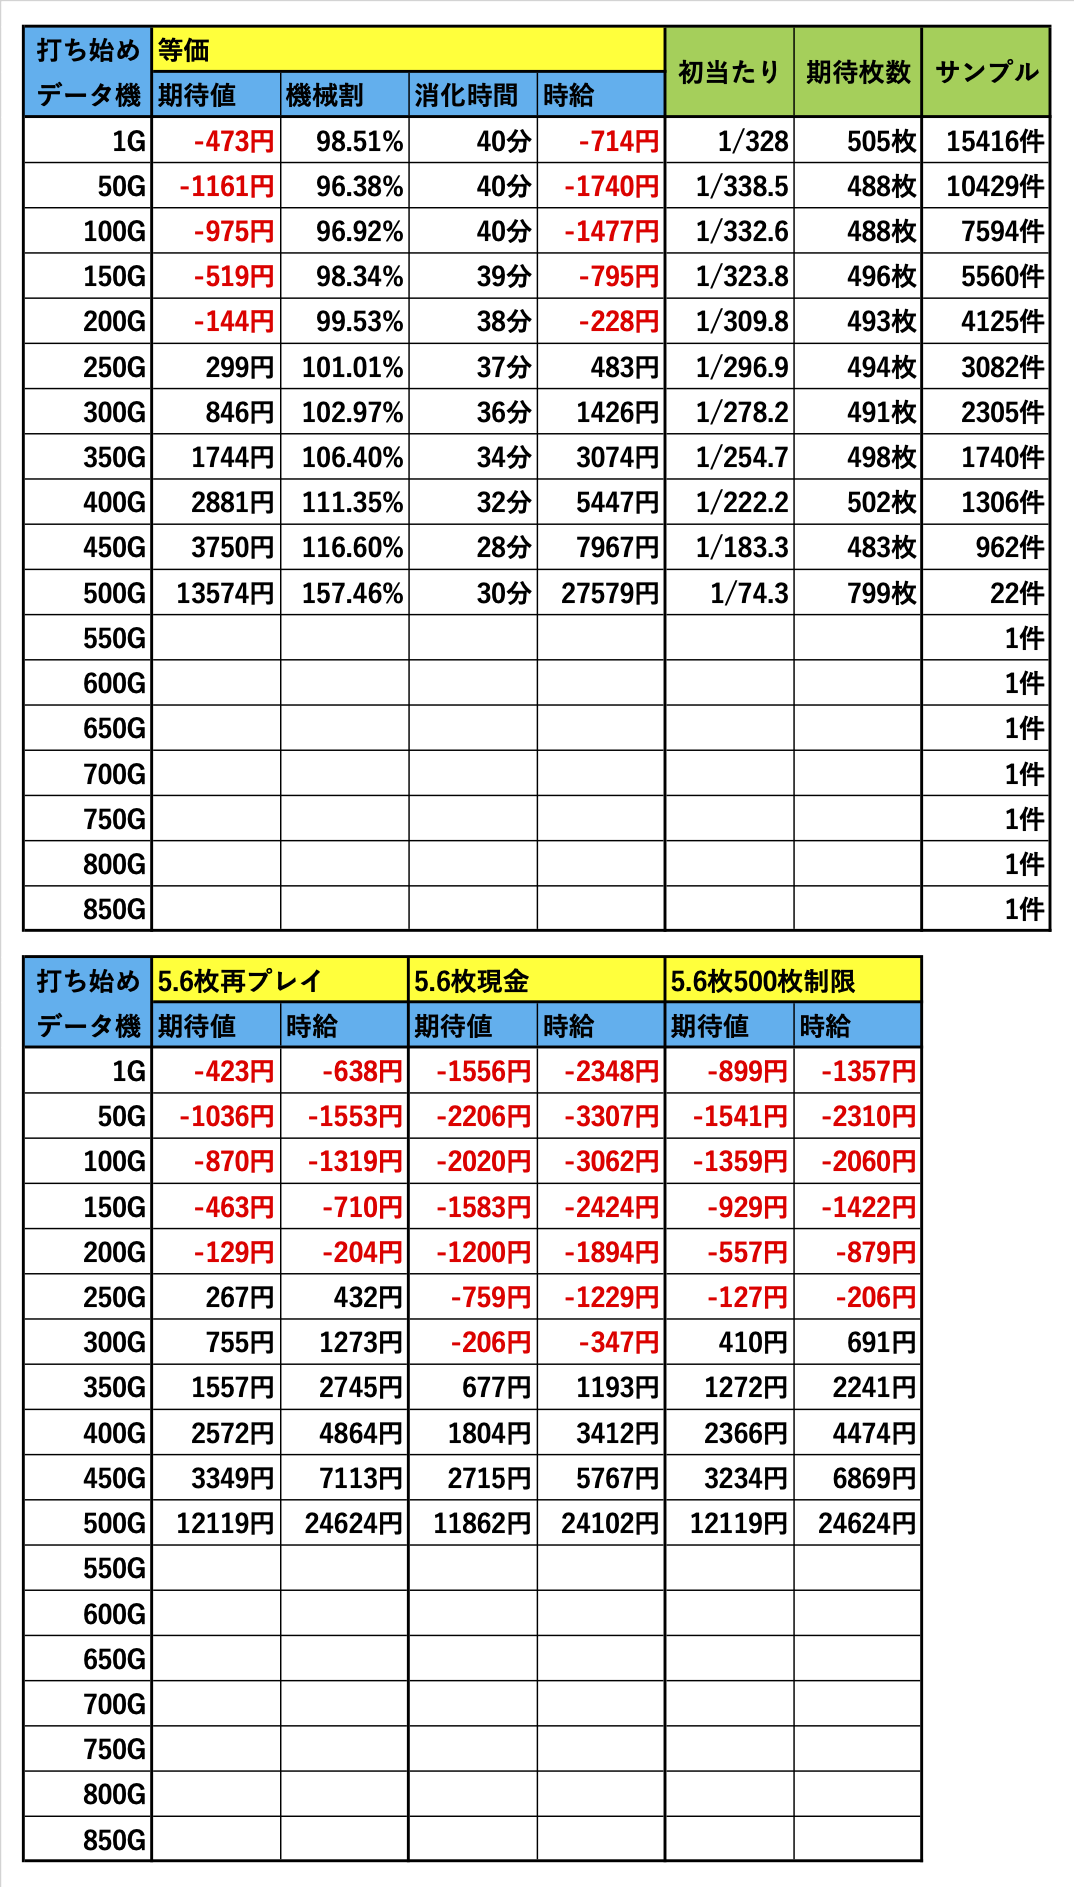 打ち始め 等価 初当たり 期待枚数 サンプル
データ機 期待値 機械割 消化時間 時給
1G -473円 98.51% 40分 -714円 1/328 505枚 15416件
50G -1161円 96.38% 40分 -1740円 1/338.5 488枚 10429件
100G -975円 96.92% 40分 -1477円 1/332.6 488枚 7594件
150G -519円 98.34% 39分 -795円 1/323.8 496枚 5560件
200G -144円 99.53% 38分 -228円 1/309.8 493枚 4125件
250G 299円 101.01% 37分 483円 1/296.9 494枚 3082件
300G 846円 102.97% 36分 1426円 1/278.2 491枚 2305件
350G 1744円 106.40% 34分 3074円 1/254.7 498枚 1740件
400G 2881円 111.35% 32分 5447円 1/222.2 502枚 1306件
450G 3750円 116.60% 28分 7967円 1/183.3 483枚 962件
500G 13574円 157.46% 30分 27579円 1/74.3 799枚 22件
550G 1件
600G 1件
650G 1件
700G 1件
750G 1件
800G 1件
850G 1件
打ち始め 5.6枚再プレイ 5.6枚現金 5.6枚500枚制限
データ機 期待値 時給 期待値 時給 期待値 時給
1G -423円 -638円 -1556円 -2348円 -899円 -1357円
50G -1036円 -1553円 -2206円 -3307円 -1541円 -2310円
100G -870円 -1319円 -2020円 -3062円 -1359円 -2060円
150G -463円 -710円 -1583円 -2424円 -929円 -1422円
200G -129円 -204円 -1200円 -1894円 -557円 -879円
250G 267円 432円 -759円 -1229円 -127円 -206円
300G 755円 1273円 -206円 -347円 410円 691円
350G 1557円 2745円 677円 1193円 1272円 2241円
400G 2572円 4864円 1804円 3412円 2366円 4474円
450G 3349円 7113円 2715円 5767円 3234円 6869円
500G 12119円 24624円 11862円 24102円 12119円 24624円
550G
600G
650G
700G
750G
800G
850G